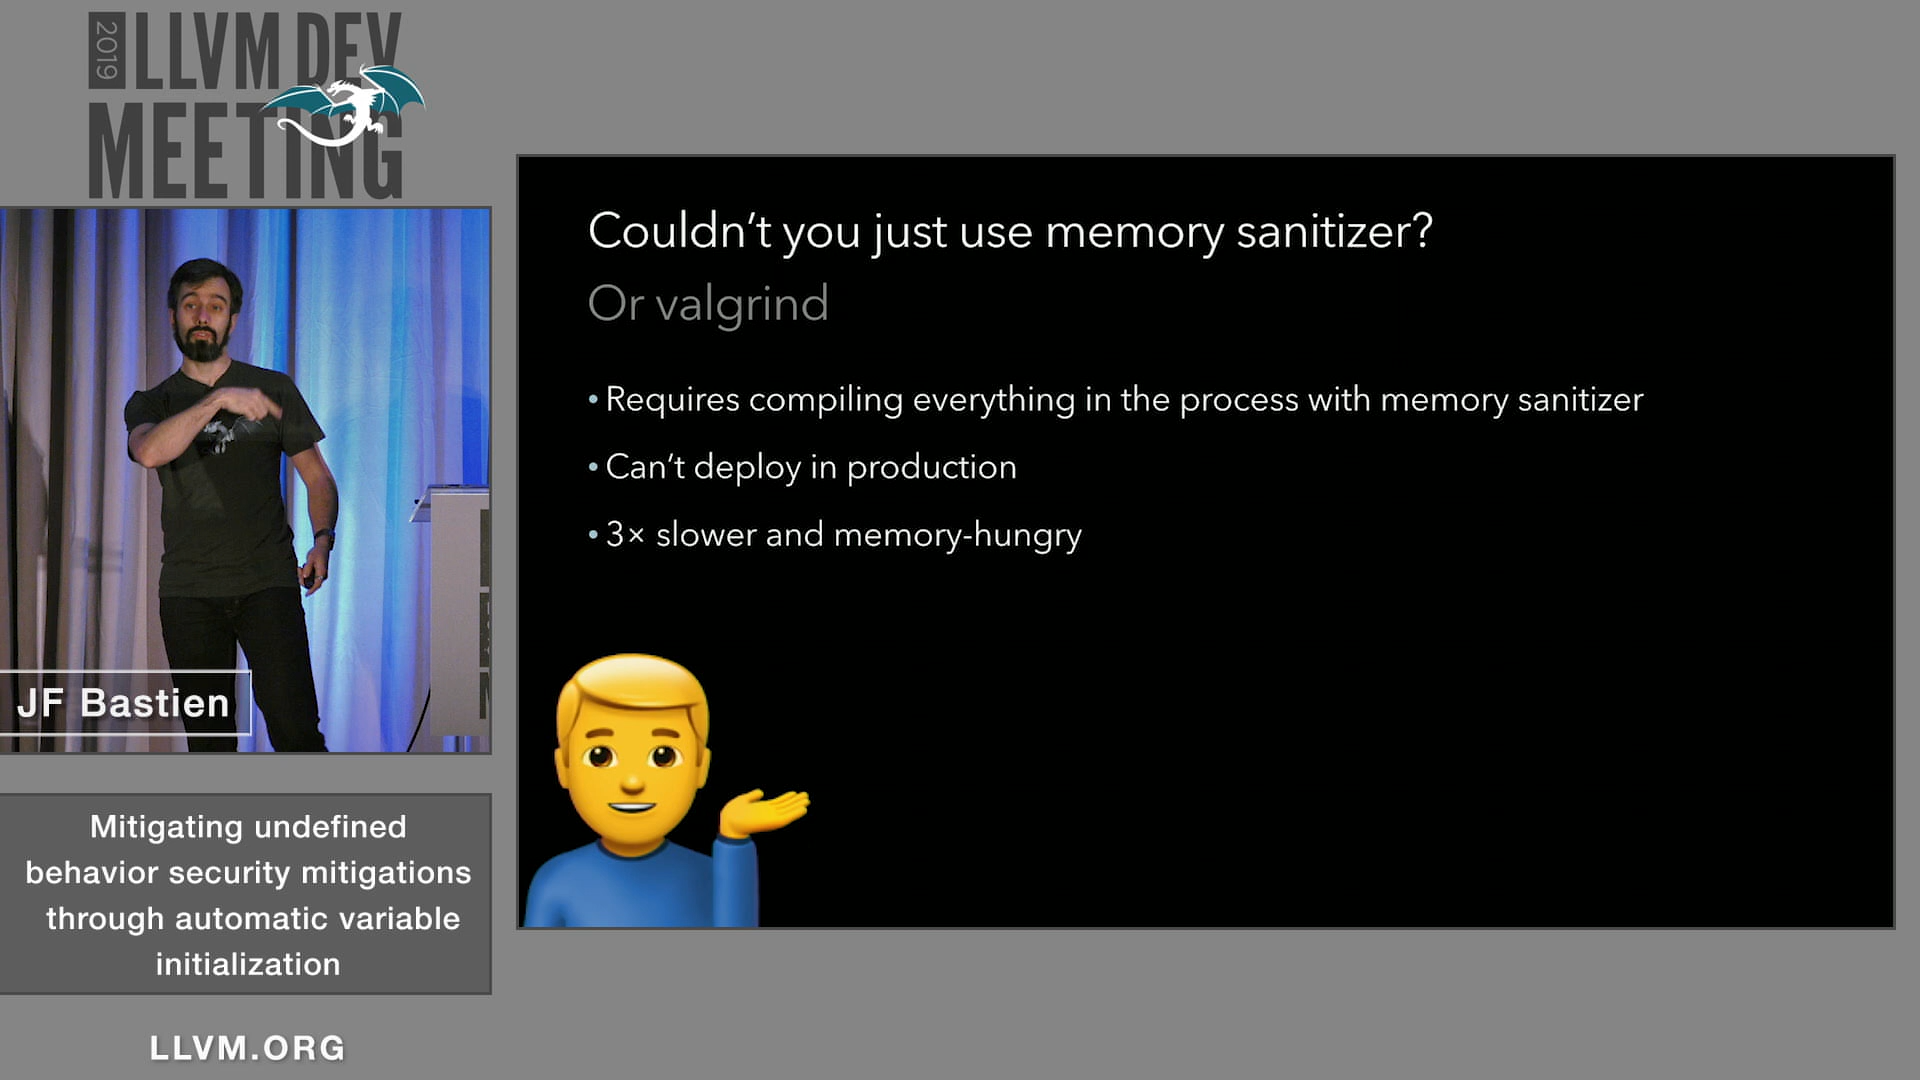 2019
LLVM DEV
MEETING
JF Bastien
Mitigating undefined
behavior security mitigations
through automatic variable
initialization
LLVM.ORG
Couldn’t you just use memory sanitizer?
Or valgrind
• Requires compiling everything in the process with memory sanitizer
• Can’t deploy in production
• 3× slower and memory-hungry